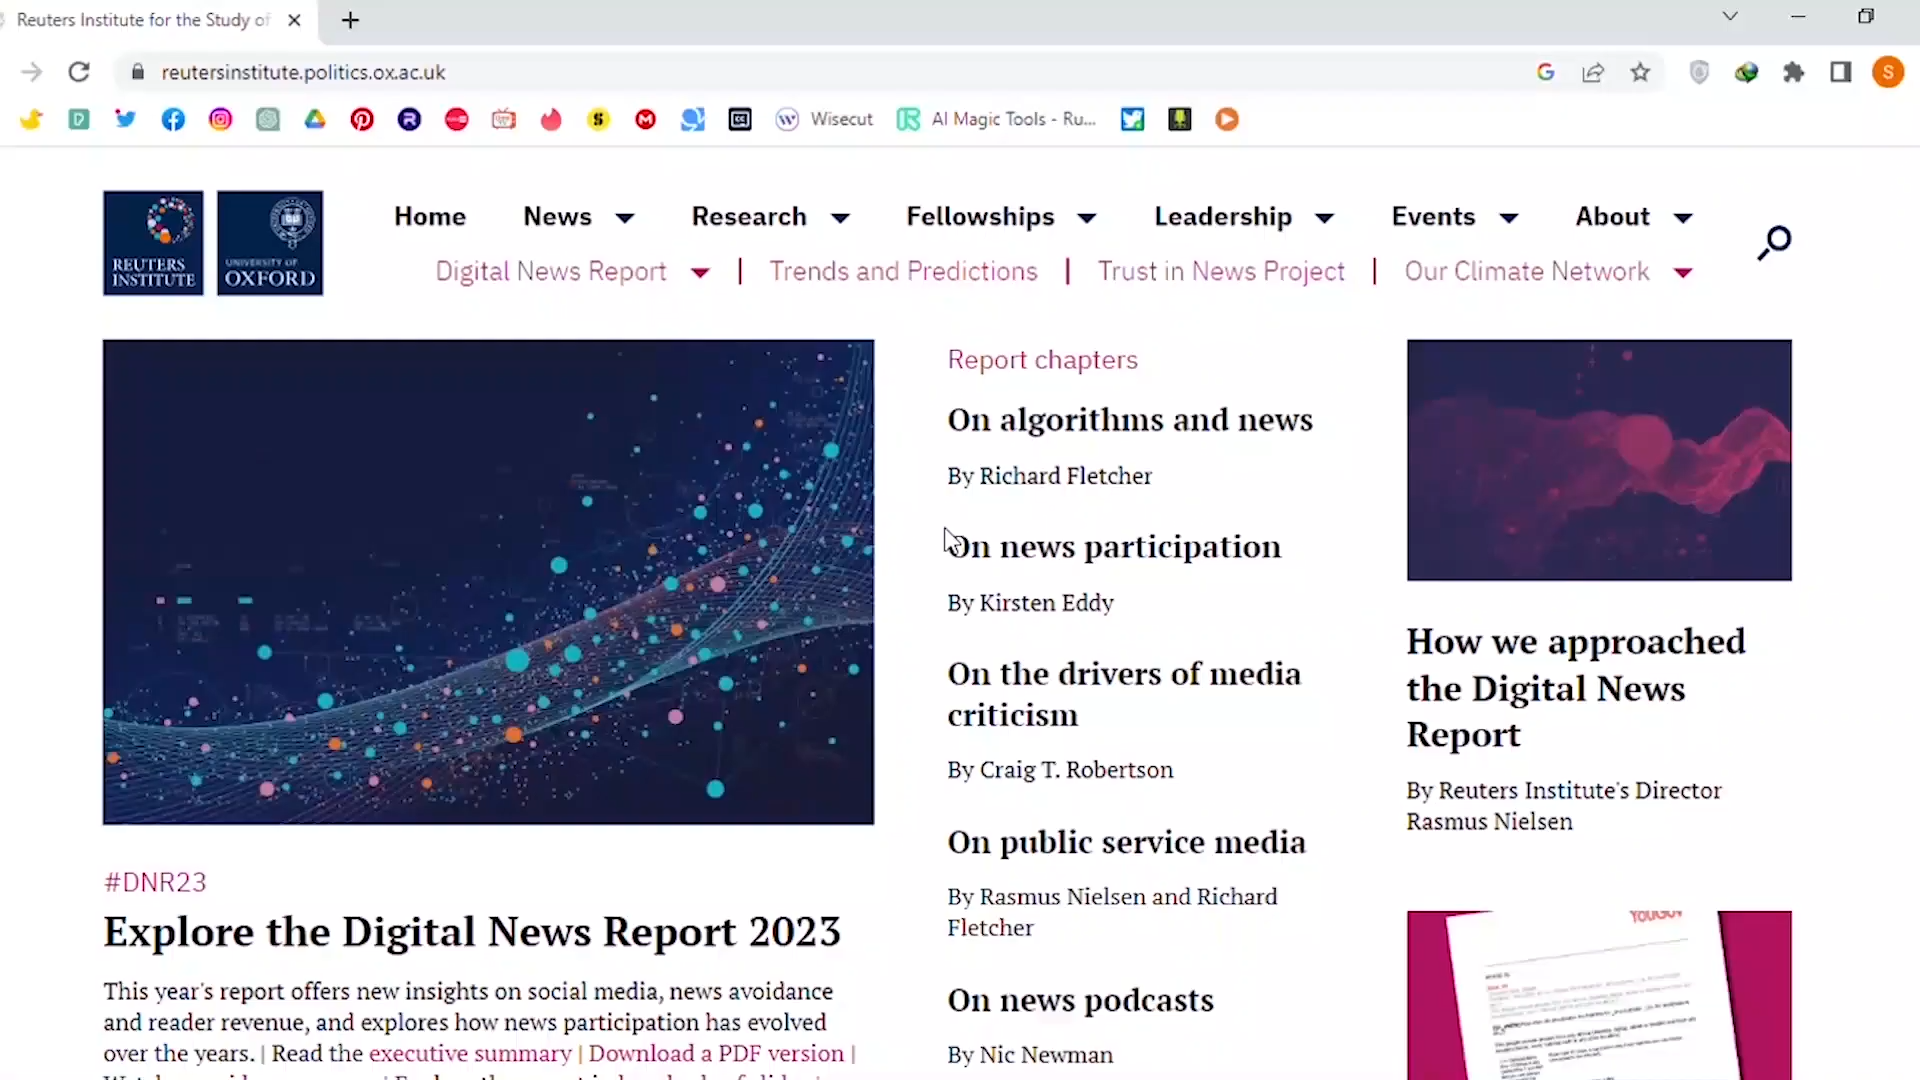 Reuters Institute for the Study of
reutersinstitute.politics.ox.ac.uk
Wisecut
AI Magic Tools - Ru...
REUTERS
INSTITUTE
UNIVERSITY OF
OXFORD
Home News Research Fellowships Leadership Events About
Digital News Report | Trends and Predictions | Trust in News Project | Our Climate Network
Report chapters
On algorithms and news
By Richard Fletcher
On news participation
By Kirsten Eddy
On the drivers of media
criticism
By Craig T. Robertson
On public service media
By Rasmus Nielsen and Richard
Fletcher
On news podcasts
By Nic Newman
How we approached
the Digital News
Report
By Reuters Institute's Director
Rasmus Nielsen
YouGov
#DNR23
Explore the Digital News Report 2023
This year's report offers new insights on social media, news avoidance
and reader revenue, and explores how news participation has evolved
over the years. | Read the executive summary | Download a PDF version |